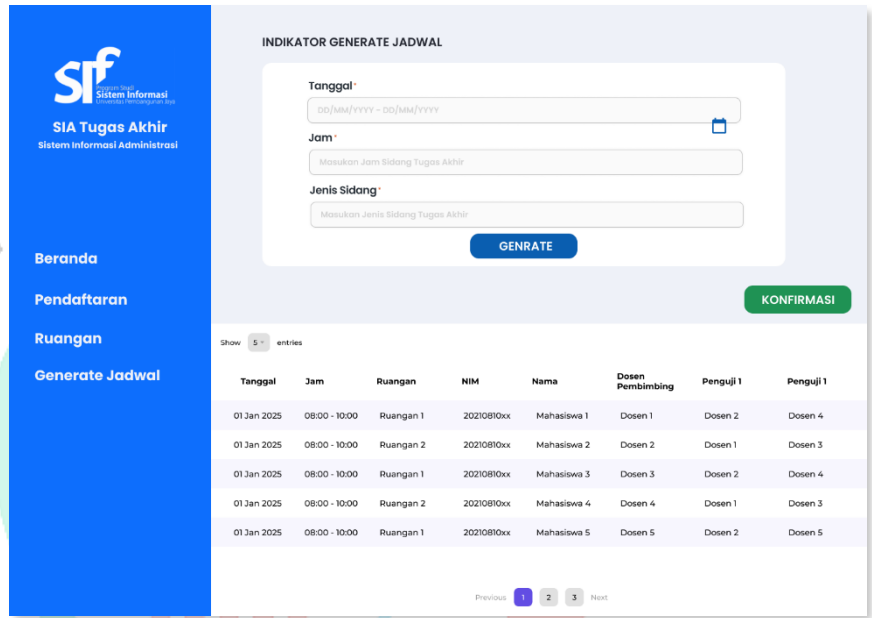 SIf
Program Studi
Sistem Informasi
Universitas Pembangunan Jaya
SIA Tugas Akhir
Sistem Informasi Administrasi
Beranda
Pendaftaran
Ruangan
Generate Jadwal
INDIKATOR GENERATE JADWAL
Tanggal*
DD/MM/YYYY - DD/MM/YYYY
Jam*
Masukan Jam Sidang Tugas Akhir
Jenis Sidang*
Masukan Jenis Sidang Tugas Akhir
GENRATE
KONFIRMASI
Show 5 entries
Tanggal Jam Ruangan NIM Nama Dosen Pembimbing Penguji 1 Penguji 1
01 Jan 2025 08:00 - 10:00 Ruangan 1 20210810xx Mahasiswa 1 Dosen 1 Dosen 2 Dosen 4
01 Jan 2025 08:00 - 10:00 Ruangan 2 20210810xx Mahasiswa 2 Dosen 2 Dosen 1 Dosen 3
01 Jan 2025 08:00 - 10:00 Ruangan 1 20210810xx Mahasiswa 3 Dosen 3 Dosen 2 Dosen 4
01 Jan 2025 08:00 - 10:00 Ruangan 2 20210810xx Mahasiswa 4 Dosen 4 Dosen 1 Dosen 3
01 Jan 2025 08:00 - 10:00 Ruangan 1 20210810xx Mahasiswa 5 Dosen 5 Dosen 2 Dosen 5
Previous 1 2 3 Next